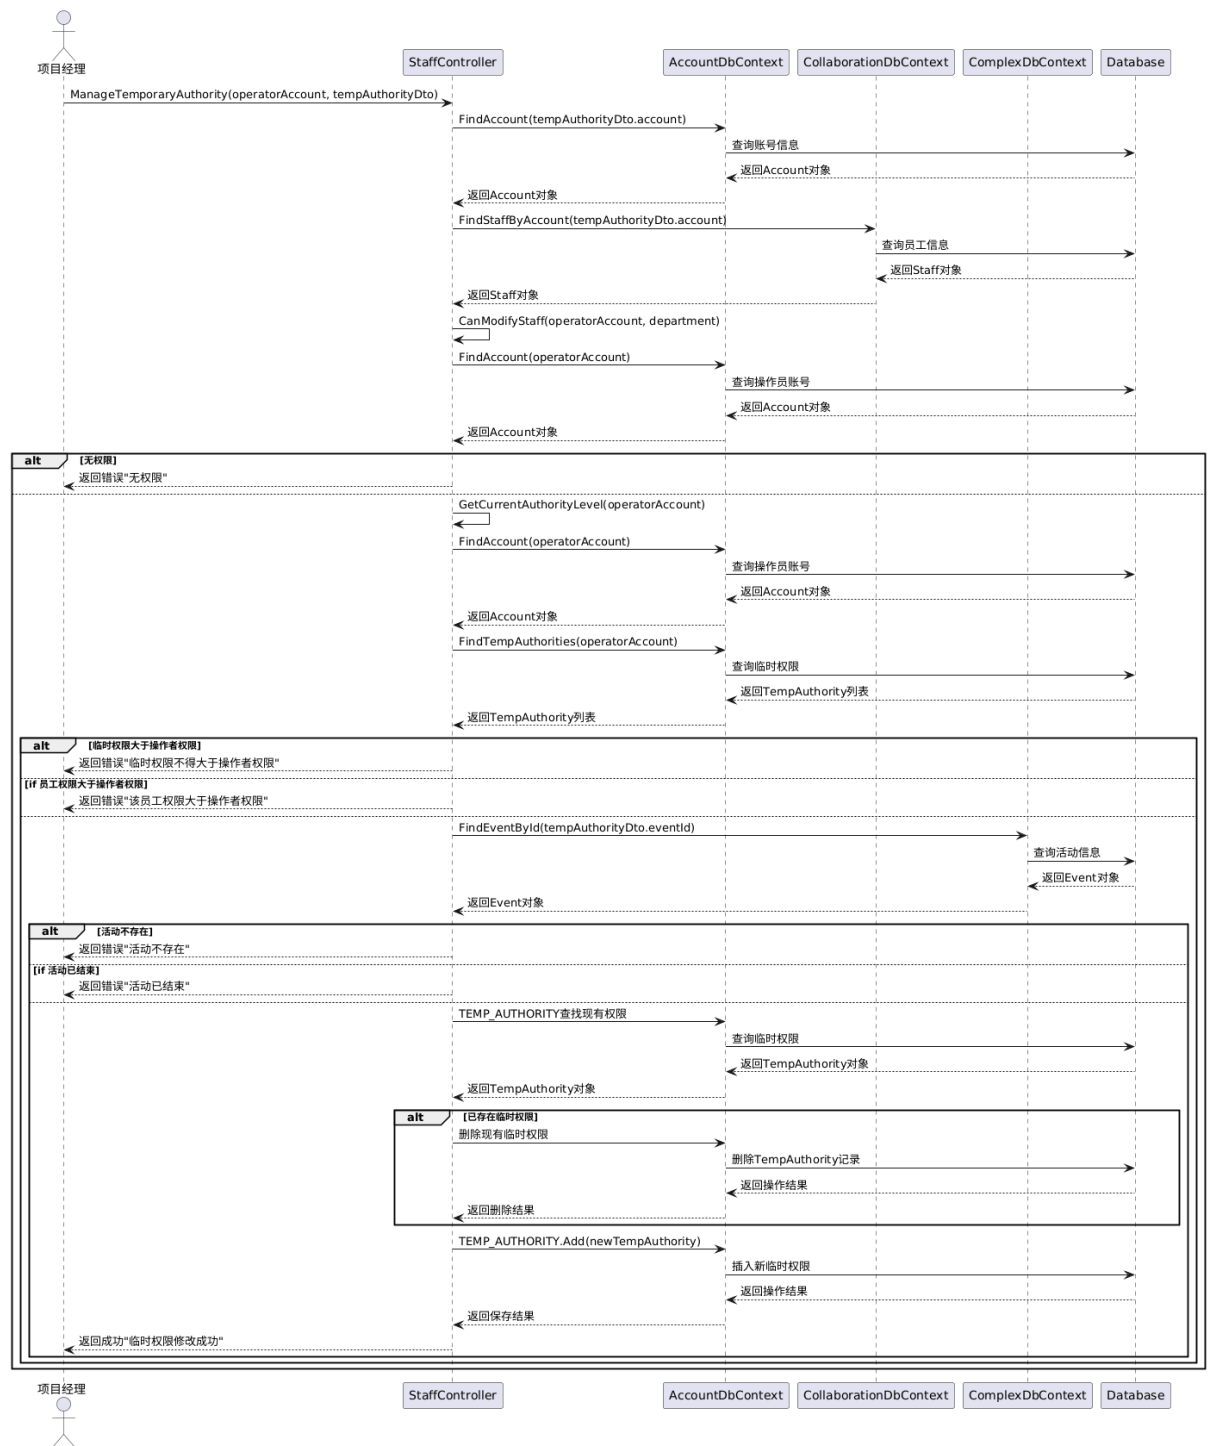 项目经理
StaffController
AccountDbContext
CollaborationDbContext
ComplexDbContext
Database
ManageTemporaryAuthority(operatorAccount, tempAuthorityDto)
FindAccount(tempAuthorityDto.account)
查询账号信息
返回Account对象
返回Account对象
FindStaffByAccount(tempAuthorityDto.account)
查询员工信息
返回Staff对象
返回Staff对象
CanModifyStaff(operatorAccount, department)
FindAccount(operatorAccount)
查询操作员账号
返回Account对象
返回Account对象
alt [无权限]
返回错误"无权限"
GetCurrentAuthorityLevel(operatorAccount)
FindAccount(operatorAccount)
查询操作员账号
返回Account对象
返回Account对象
FindTempAuthorities(operatorAccount)
查询临时权限
返回TempAuthority列表
返回TempAuthority列表
alt [临时权限大于操作者权限]
返回错误"临时权限不得大于操作者权限"
[if 员工权限大于操作者权限]
返回错误"该员工权限大于操作者权限"
FindEventById(tempAuthorityDto.eventId)
查询活动信息
返回Event对象
返回Event对象
alt [活动不存在]
返回错误"活动不存在"
[if 活动已结束]
返回错误"活动已结束"
TEMP_AUTHORITY查找现有权限
查询临时权限
返回TempAuthority对象
返回TempAuthority对象
alt [已存在临时权限]
删除现有临时权限
删除TempAuthority记录
返回操作结果
返回删除结果
TEMP_AUTHORITY.Add(newTempAuthority)
插入新临时权限
返回操作结果
返回保存结果
返回成功"临时权限修改成功"
项目经理
StaffController
AccountDbContext
CollaborationDbContext
ComplexDbContext
Database